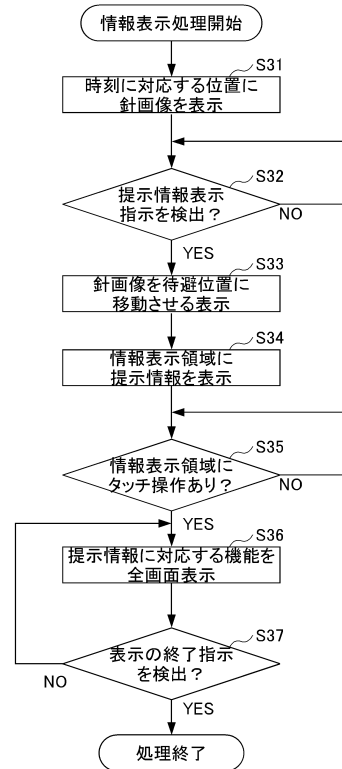 情報表示処理開始
S31
時刻に対応する位置に
針画像を表示
S32
提示情報表示
指示を検出？
NO
YES
S33
針画像を待避位置に
移動させる表示
S34
情報表示領域に
提示情報を表示
S35
情報表示領域に
タッチ操作あり？
NO
YES
S36
提示情報に対応する機能を
全画面表示
S37
表示の終了指示
を検出？
NO
YES
処理終了